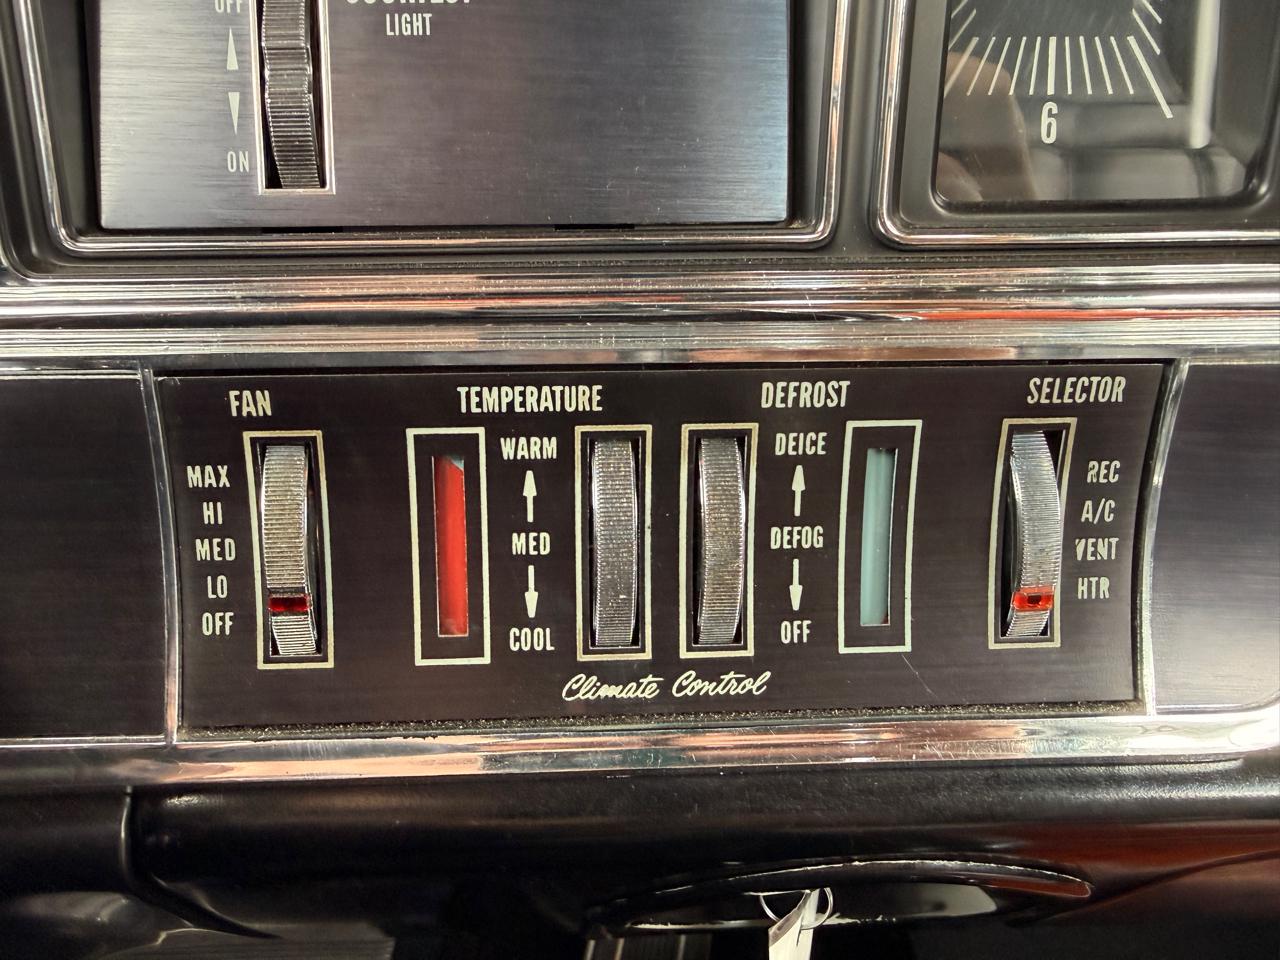 OFF
LIGHT
ON
6
FAN
MAX
HI
MED
LO
OFF
TEMPERATURE
WARM
MED
COOL
DEFROST
DEICE
DEFOG
OFF
SELECTOR
REC
A/C
VENT
HTR
Climate Control